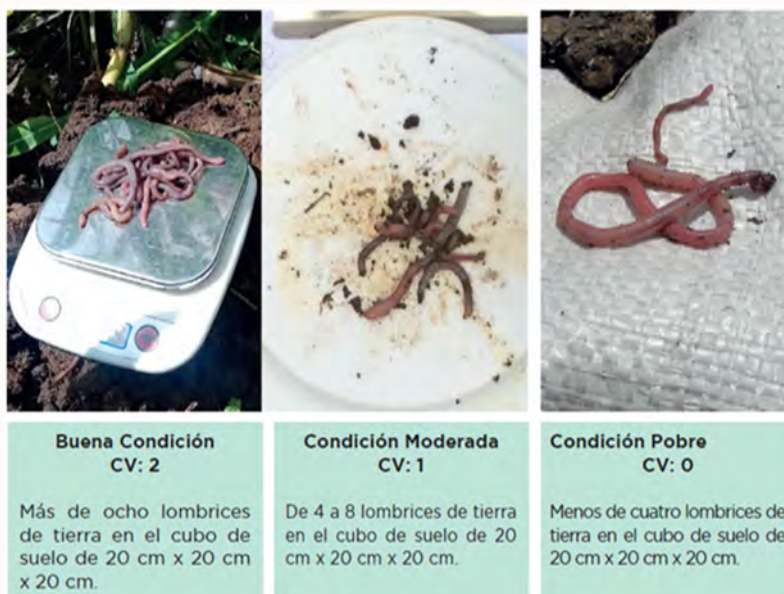 Buena Condición
CV: 2
Más de ocho lombrices
de tierra en el cubo de
suelo de 20 cm x 20 cm
x 20 cm.
Condición Moderada
CV: 1
De 4 a 8 lombrices de tierra
en el cubo de suelo de 20
cm x 20 cm x 20 cm.
Condición Pobre
CV: 0
Menos de cuatro lombrices de
tierra en el cubo de suelo de
20 cm x 20 cm x 20 cm.